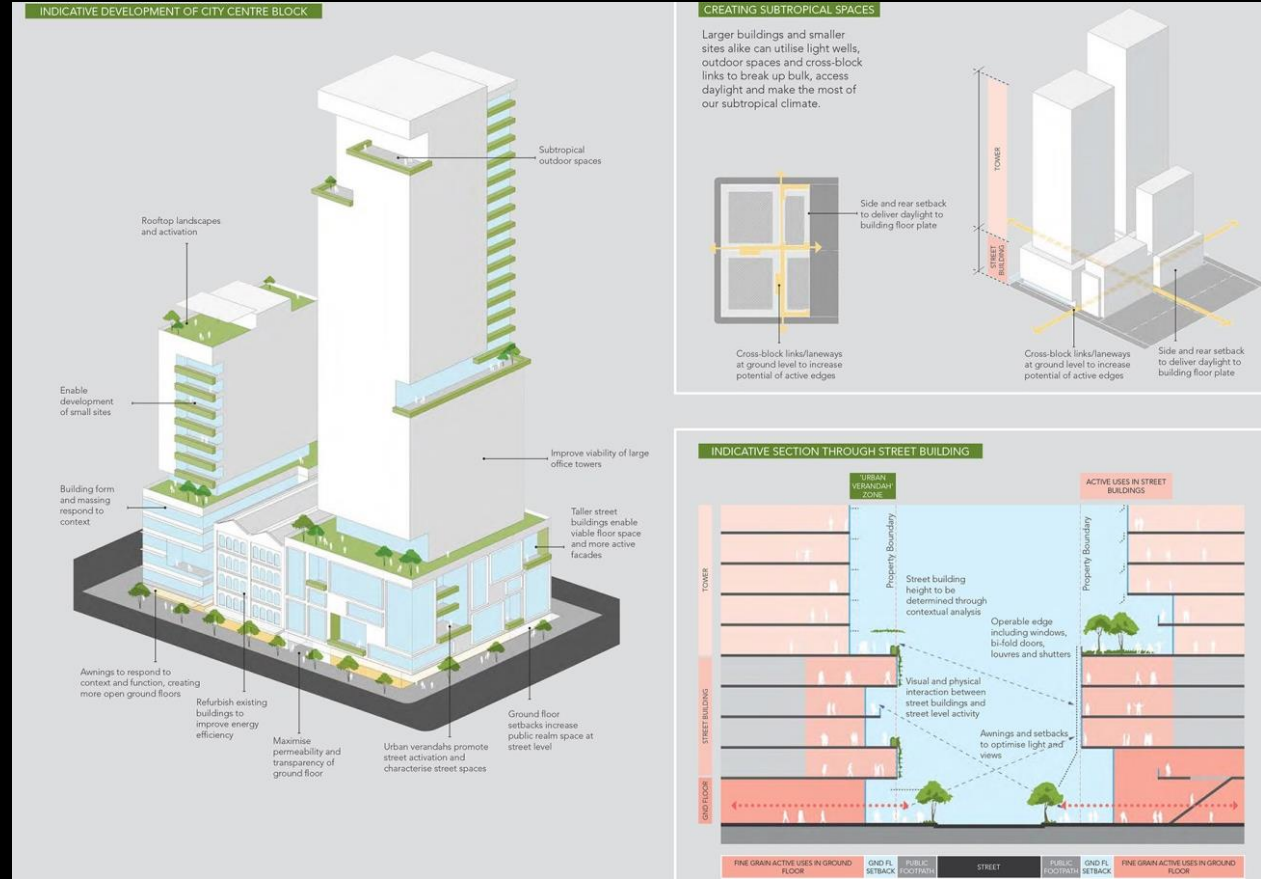 INDICATIVE DEVELOPMENT OF CITY CENTRE BLOCK
Subtropical
outdoor spaces
Rooftop landscapes
and activation
Enable
development
of small sites
Building form
and massing
respond to
context
Improve viability of large
office towers
Taller street
buildings enable
viable floor space
and more active
facades
Awnings to respond to
context and function, creating
more open ground floors
Refurbish existing
buildings to
improve energy
efficiency
Maximise
permeability and
transparency of
ground floor
Urban verandahs promote
street activation and
characterise street spaces
Ground floor
setbacks increase
public realm space at
street level
CREATING SUBTROPICAL SPACES
Larger buildings and smaller
sites alike can utilise light wells,
outdoor spaces and cross-block
links to break up bulk, access
daylight and make the most of
our subtropical climate.
Side and rear setback
to deliver daylight to
building floor plate
Cross-block links/laneways
at ground level to increase
potential of active edges
TOWER
STREET
BUILDING
Cross-block links/laneways
at ground level to increase
potential of active edges
Side and rear setback
to deliver daylight to
building floor plate
INDICATIVE SECTION THROUGH STREET BUILDING
'URBAN
VERANDAH'
ZONE
ACTIVE USES IN STREET
BUILDINGS
TOWER
STREET BUILDING
GND FLOOR
Property Boundary
Property Boundary
Street building
height to be
determined through
contextual analysis
Operable edge
including windows,
bi-fold doors,
louvres and shutters
Visual and physical
interaction between
street buildings and
street level activity
Awnings and setbacks
to optimise light and
views
FINE GRAIN ACTIVE USES IN GROUND
FLOOR
GND FL
SETBACK
PUBLIC
FOOTPATH
STREET
PUBLIC
FOOTPATH
GND FL
SETBACK
FINE GRAIN ACTIVE USES IN GROUND
FLOOR